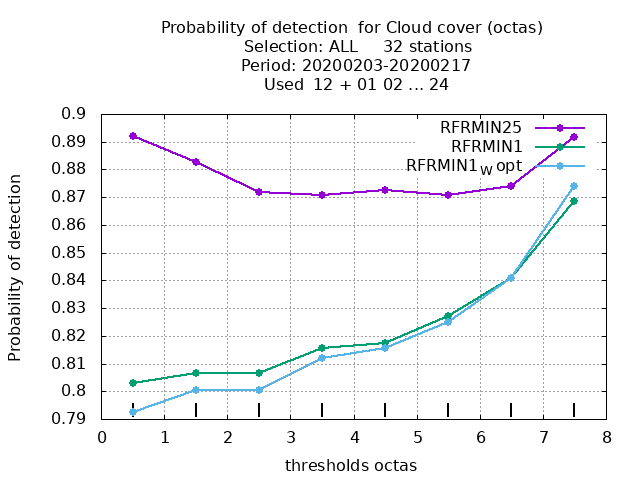 Probability of detection  for Cloud cover (octas)
Selection: ALL     32 stations
Period: 20200203-20200217
Used  12 + 01 02 ... 24
RFRMIN25
RFRMIN1
RFRMIN1W opt
Probability of detection
0.9
0.89
0.88
0.87
0.86
0.85
0.84
0.83
0.82
0.81
0.8
0.79
0 1 2 3 4 5 6 7 8
thresholds octas